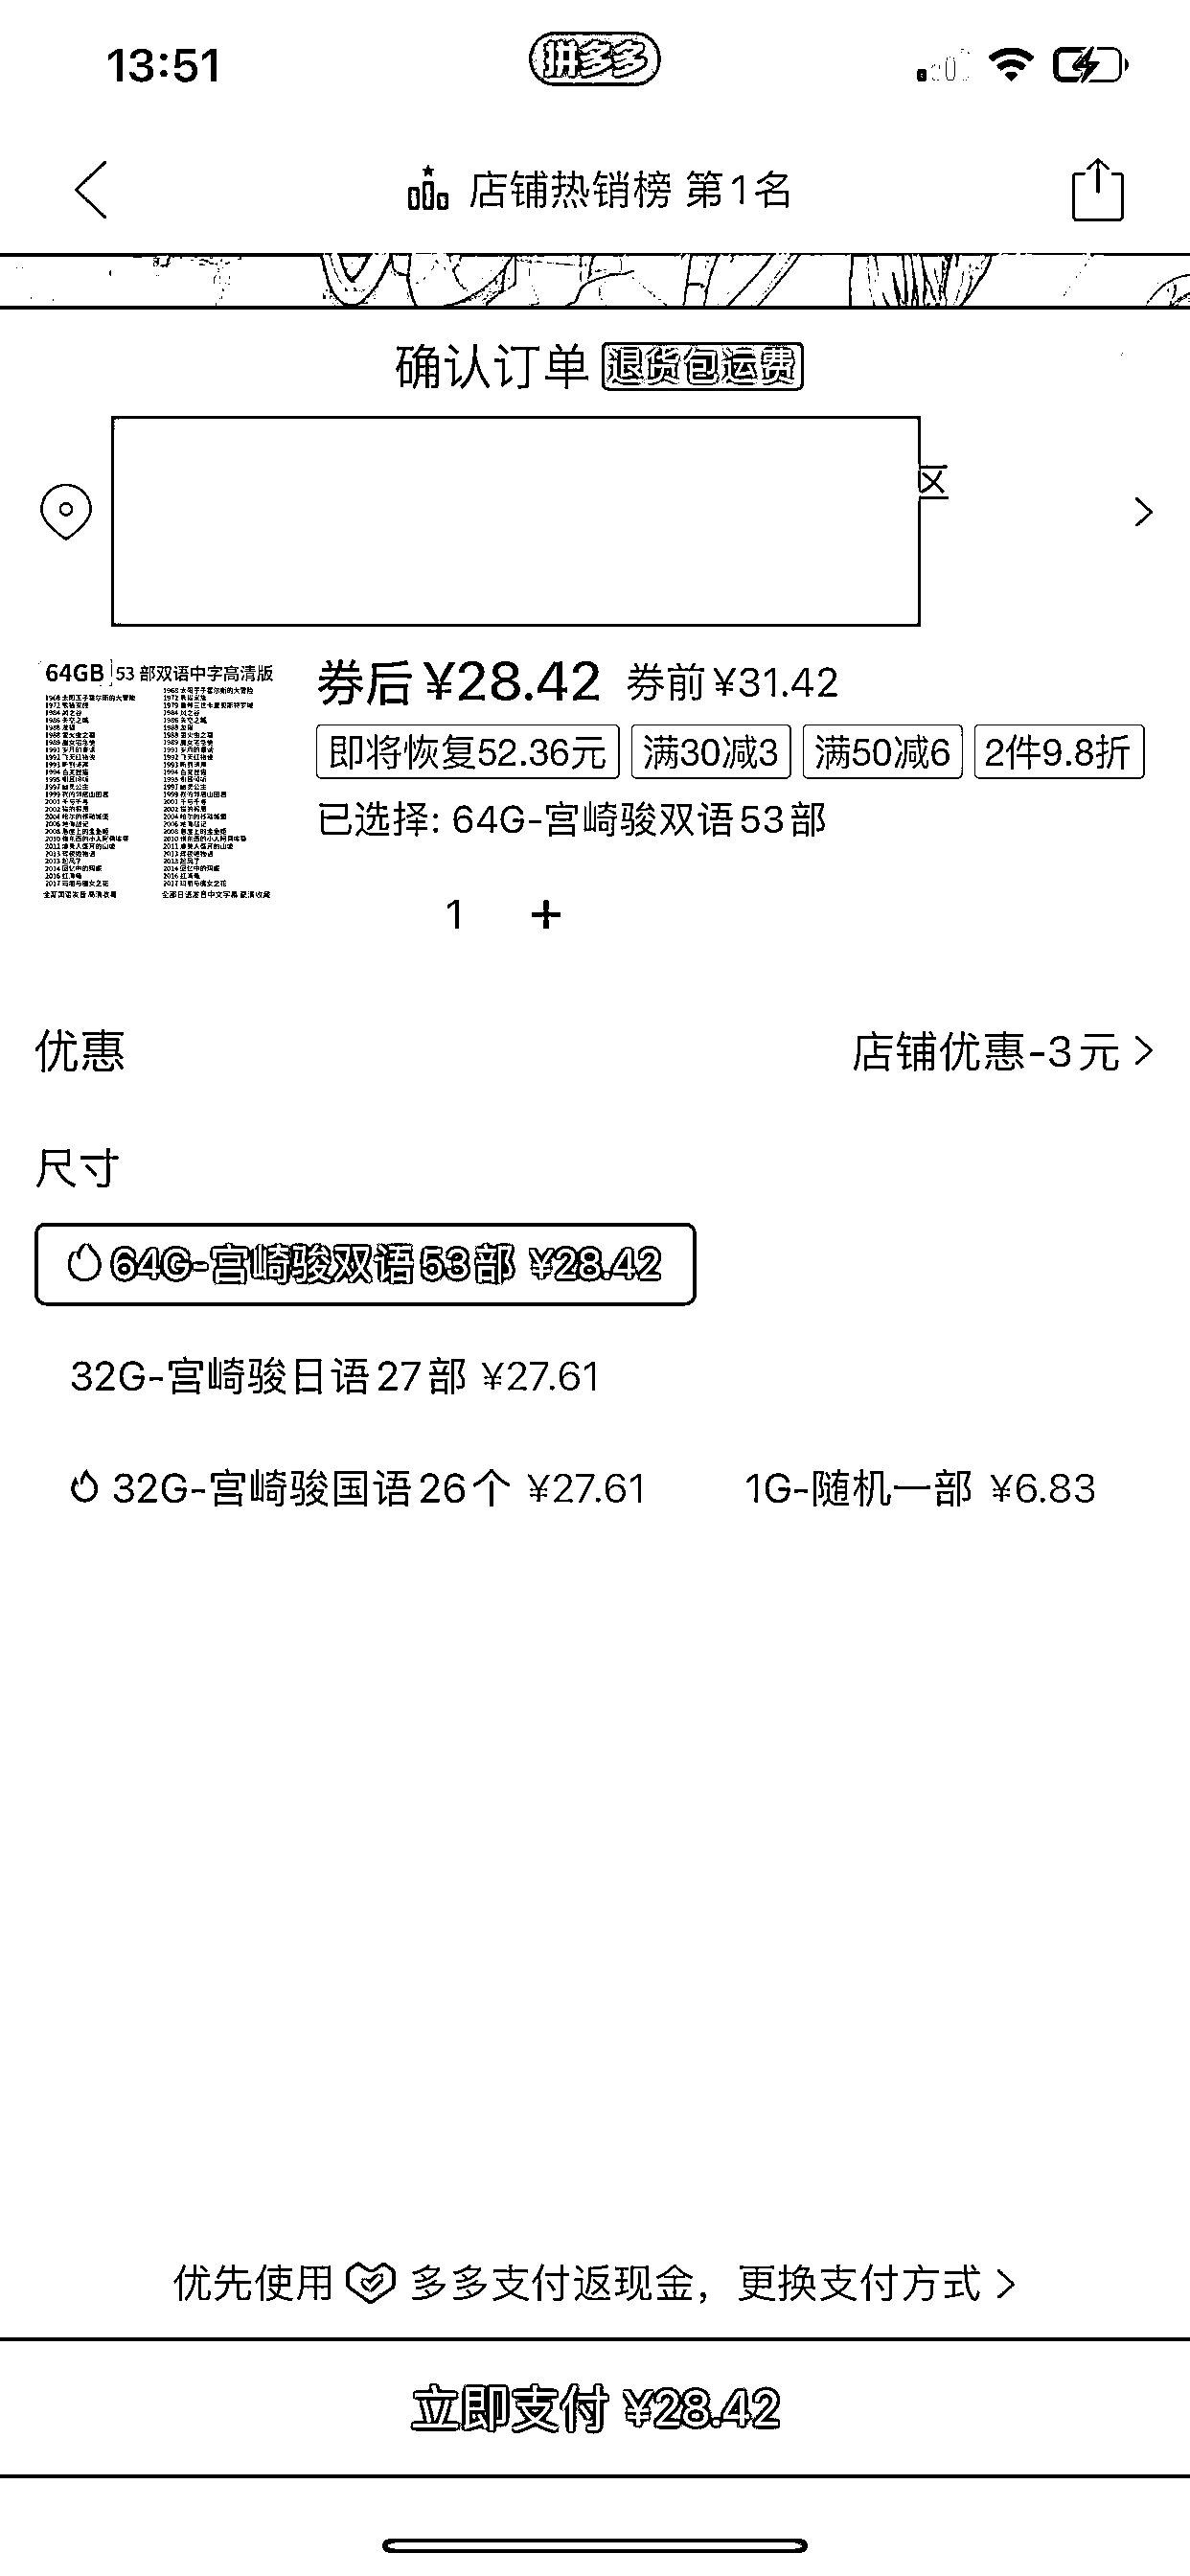 13:51
拼多多
店铺热销榜 第1名
确认订单 退货包运费
区
64GB 53 部双语中字高清版
券后¥28.42 券前¥31.42
即将恢复52.36元 满30减3 满50减6 2件9.8折
已选择: 64G-宫崎骏双语53部
1 +
优惠 店铺优惠-3元
尺寸
64G-宫崎骏双语53部 ¥28.42
32G-宫崎骏日语27部 ¥27.61
32G-宫崎骏国语26个 ¥27.61 1G-随机一部 ¥6.83
优先使用 多多支付返现金，更换支付方式
立即支付 ¥28.42